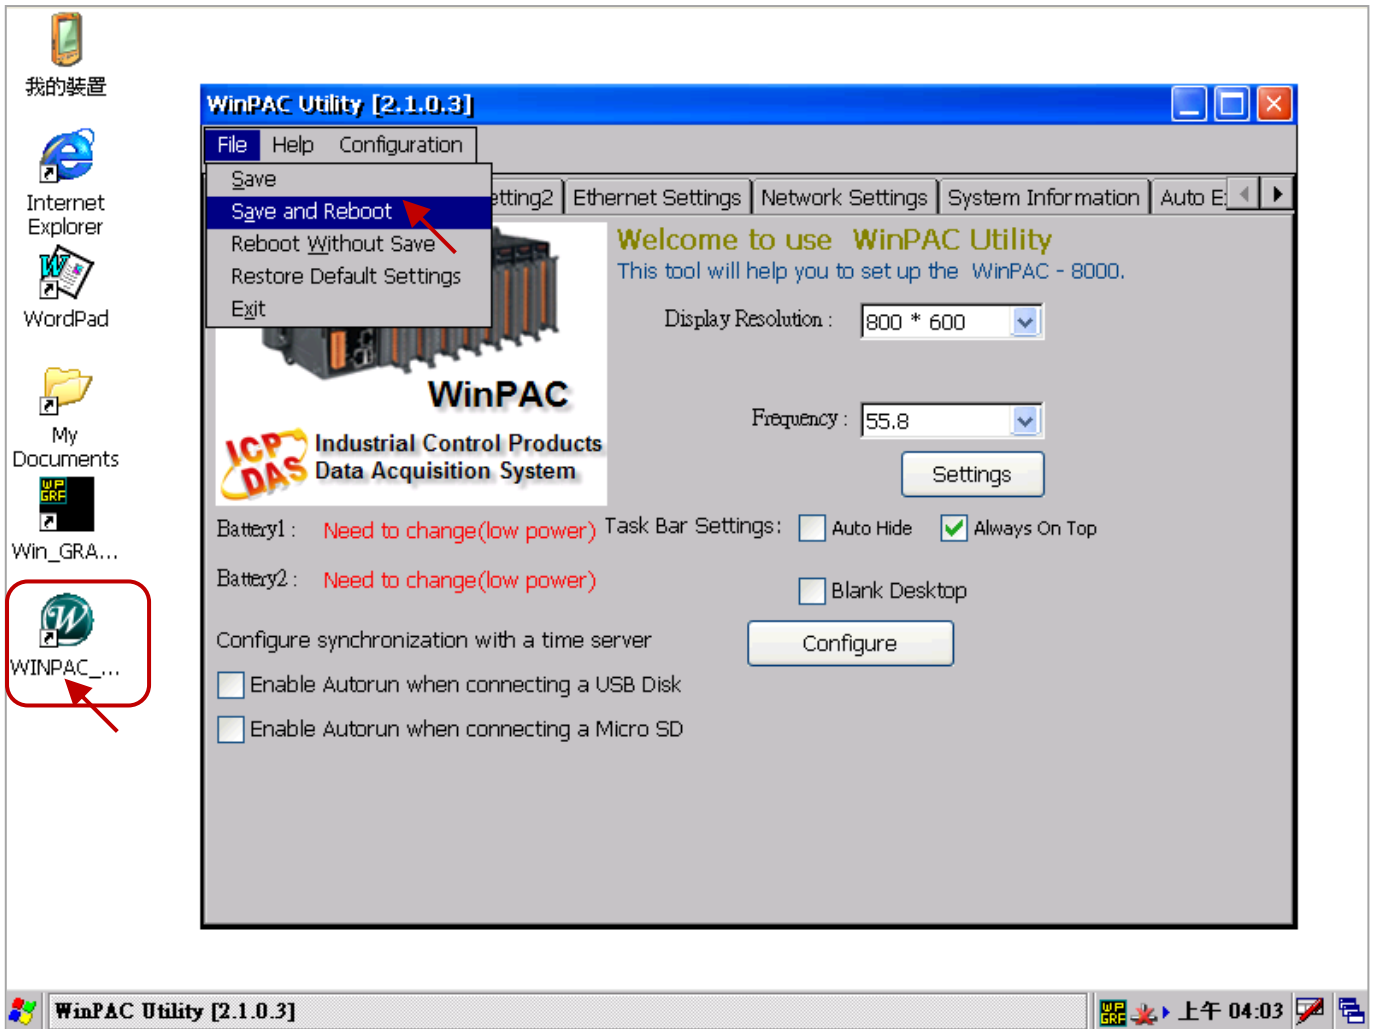 我的裝置
Internet
Explorer
WordPad
My
Documents
WP
GRF
Win_GRA...
WINPAC_...
WinPAC Utility [2.1.0.3]
File Help Configuration
Save
Save and Reboot
Reboot Without Save
Restore Default Settings
Exit
etting2 Ethernet Settings Network Settings System Information Auto E
Welcome to use WinPAC Utility
This tool will help you to set up the WinPAC - 8000.
Display Resolution : 800 * 600
WinPAC
Frequency : 55.8
ICP DAS
Industrial Control Products
Data Acquisition System
Settings
Battery1 : Need to change(low power) Task Bar Settings: Auto Hide Always On Top
Battery2 : Need to change(low power)
Blank Desktop
Configure synchronization with a time server Configure
Enable Autorun when connecting a USB Disk
Enable Autorun when connecting a Micro SD
WinPAC Utility [2.1.0.3]
WP
GRF
上午 04:03